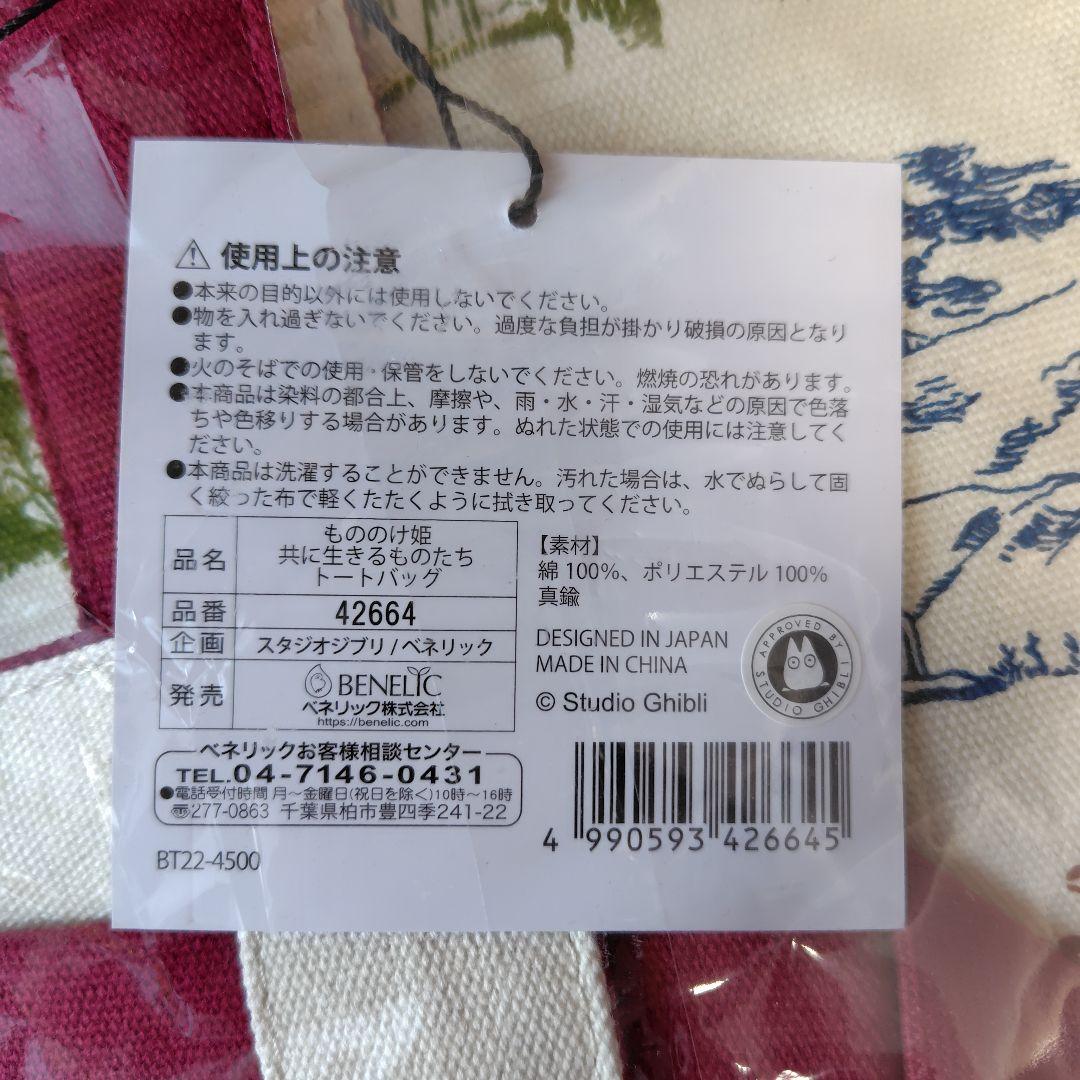 ⚠ 使用上の注意
●本来の目的以外には使用しないでください。
●物を入れ過ぎないでください。過度な負担が掛かり破損の原因となり
ます。
●火のそばでの使用・保管をしないでください。燃焼の恐れがあります。
●本商品は染料の都合上、摩擦や、雨・水・汗・湿気などの原因で色落
ちや色移りする場合があります。ぬれた状態での使用には注意してく
ださい。
●本商品は洗濯することができません。汚れた場合は、水でぬらして固
く絞った布で軽くたたくように拭き取ってください。
品名
もののけ姫
共に生きるものたち
トートバッグ
品番 42664
企画 スタジオジブリ/ベネリック
発売
BENELIC
ベネリック株式会社
https://benelic.com
【素材】
綿 100%、ポリエステル 100%
真鍮
DESIGNED IN JAPAN
MADE IN CHINA
© Studio Ghibli
APPROVED BY STUDIO GHIBLI
ベネリックお客様相談センター
TEL.04-7146-0431
●電話受付時間 月〜金曜日(祝日を除く)10時〜16時
〒277-0863 千葉県柏市豊四季241-22
4 990593 426645
BT22-4500